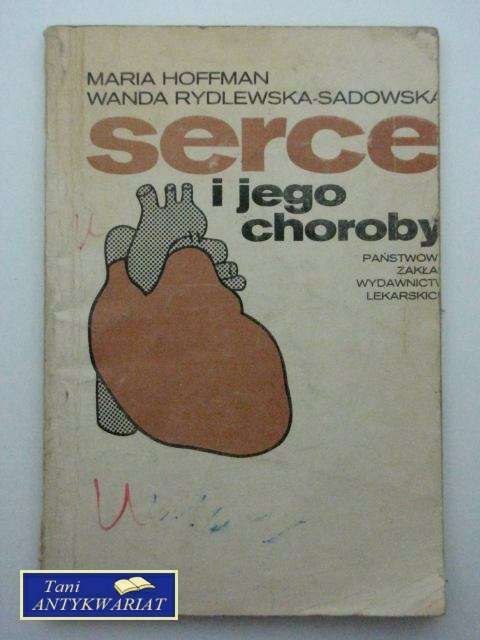 MARIA HOFFMAN
WANDA RYDLEWSKA-SADOWSKA
serce
i jego
choroby
PAŃSTWOW
ZAKŁA
WYDAWNICTW
LEKARSKIC
Tani
ANTYKWARIAT